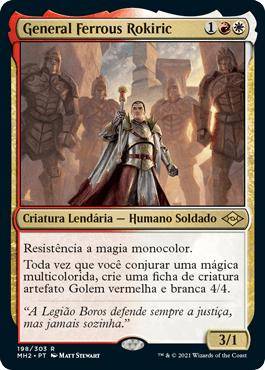 General Ferrous Rokiric 1
Criatura Lendária — Humano Soldado
Resistência a magia monocolor.
Toda vez que você conjurar uma mágica
multicolorida, crie uma ficha de criatura
artefato Golem vermelha e branca 4/4.
“A Legião Boros defende sempre a justiça,
mas jamais sozinha.”
3/1
198/303 R
MH2 • PT MATT STEWART
™ & © 2021 Wizards of the Coast